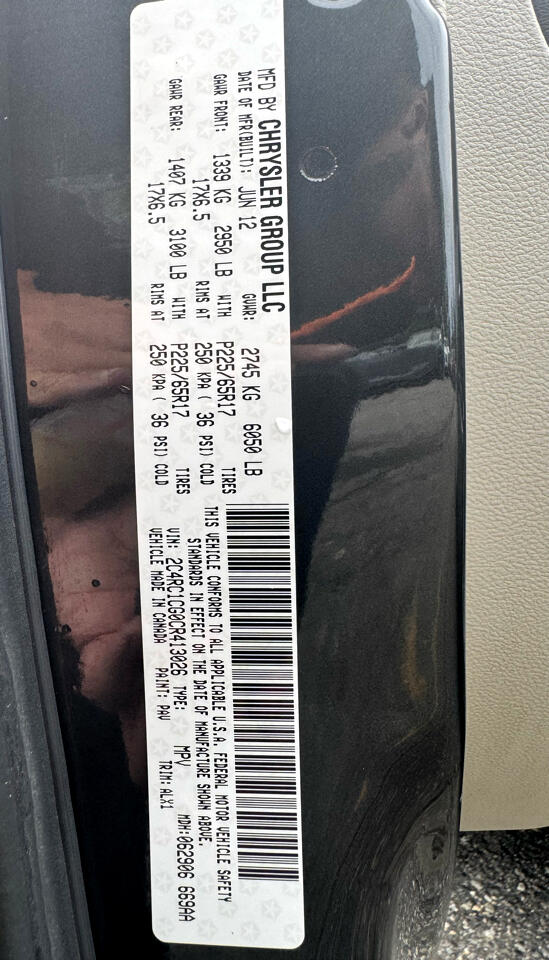 MFD BY CHRYSLER GROUP LLC
DATE OF MFR(BUILT): JUN 12 GVWR: 2745 KG 6050 LB
GAWR FRONT: 1339 KG 2950 LB WITH P225/65R17 TIRES
17X6.5 RIMS AT 250 KPA ( 36 PSI) COLD
GAWR REAR: 1407 KG 3100 LB WITH P225/65R17 TIRES
17X6.5 RIMS AT 250 KPA ( 36 PSI) COLD
THIS VEHICLE CONFORMS TO ALL APPLICABLE U.S.A. FEDERAL MOTOR VEHICLE SAFETY
STANDARDS IN EFFECT ON THE DATE OF MANUFACTURE SHOWN ABOVE.
VIN: 2C4RC1CG0CR413026 TYPE: MPV MDH: 062906 669AA
VEHICLE MADE IN CANADA PAINT: PAV TRIM: ALX1